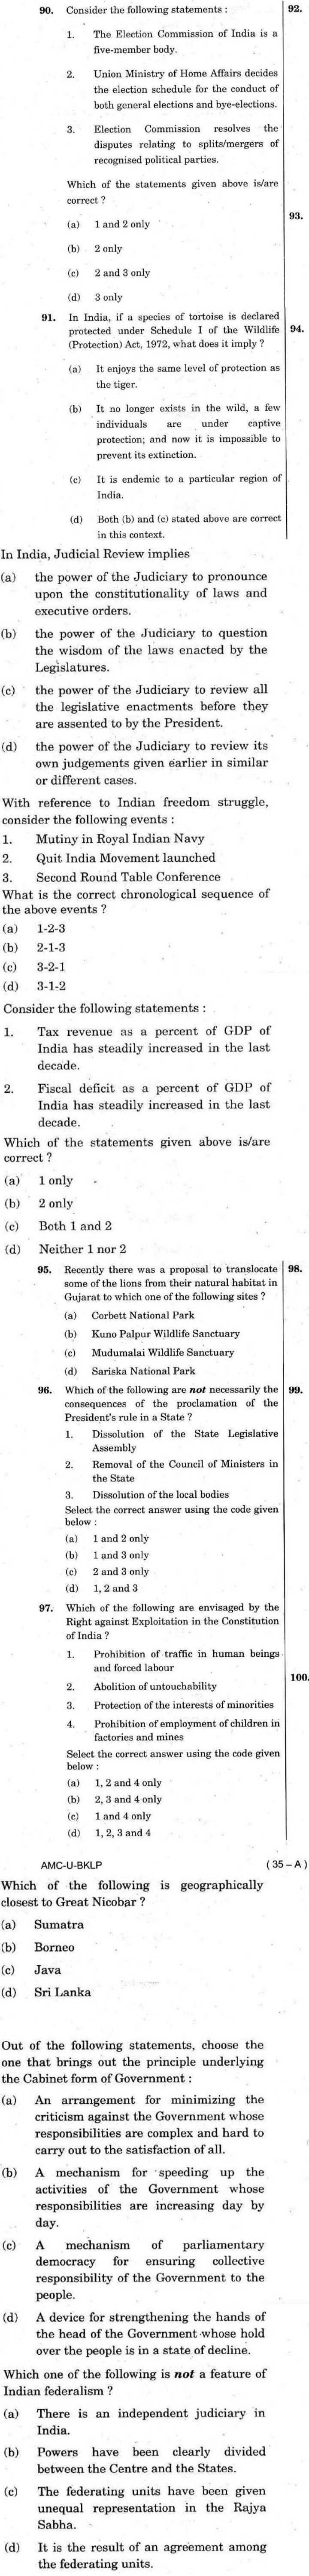 90. Consider the following statements : 92.
1. The Election Commission of India is a
five-member body.
2. Union Ministry of Home Affairs decides
the election schedule for the conduct of
both general elections and bye-elections.
3. Election Commission resolves the
disputes relating to splits/mergers of
recognised political parties.
Which of the statements given above is/are
correct ?
93.
(a) 1 and 2 only
(b) 2 only
(c) 2 and 3 only
(d) 3 only
91. In India, if a species of tortoise is declared
protected under Schedule I of the Wildlife 94.
(Protection) Act, 1972, what does it imply ?
(a) It enjoys the same level of protection as
the tiger.
(b) It no longer exists in the wild, a few
individuals are under captive
protection; and now it is impossible to
prevent its extinction.
(c) It is endemic to a particular region of
India.
(d) Both (b) and (c) stated above are correct
in this context.
In India, Judicial Review implies
(a) the power of the Judiciary to pronounce
upon the constitutionality of laws and
executive orders.
(b) the power of the Judiciary to question
the wisdom of the laws enacted by the
Legislatures.
(c) the power of the Judiciary to review all
the legislative enactments before they
are assented to by the President.
(d) the power of the Judiciary to review its
own judgements given earlier in similar
or different cases.
With reference to Indian freedom struggle,
consider the following events :
1. Mutiny in Royal Indian Navy
2. Quit India Movement launched
3. Second Round Table Conference
What is the correct chronological sequence of
the above events ?
(a) 1-2-3
(b) 2-1-3
(c) 3-2-1
(d) 3-1-2
Consider the following statements :
1. Tax revenue as a percent of GDP of
India has steadily increased in the last
decade.
2. Fiscal deficit as a percent of GDP of
India has steadily increased in the last
decade.
Which of the statements given above is/are
correct ?
(a) 1 only
(b) 2 only
(c) Both 1 and 2
(d) Neither 1 nor 2
95. Recently there was a proposal to translocate 98.
some of the lions from their natural habitat in
Gujarat to which one of the following sites ?
(a) Corbett National Park
(b) Kuno Palpur Wildlife Sanctuary
(c) Mudumalai Wildlife Sanctuary
(d) Sariska National Park
96. Which of the following are not necessarily the 99.
consequences of the proclamation of the
President's rule in a State ?
1. Dissolution of the State Legislative
Assembly
2. Removal of the Council of Ministers in
the State
3. Dissolution of the local bodies
Select the correct answer using the code given
below :
(a) 1 and 2 only
(b) 1 and 3 only
(c) 2 and 3 only
(d) 1, 2 and 3
97. Which of the following are envisaged by the
Right against Exploitation in the Constitution
of India ?
1. Prohibition of traffic in human beings
and forced labour
100.
2. Abolition of untouchability
3. Protection of the interests of minorities
4. Prohibition of employment of children in
factories and mines
Select the correct answer using the code given
below :
(a) 1, 2 and 4 only
(b) 2, 3 and 4 only
(c) 1 and 4 only
(d) 1, 2, 3 and 4
AMC-U-BKLP ( 35 – A )
Which of the following is geographically
closest to Great Nicobar ?
(a) Sumatra
(b) Borneo
(c) Java
(d) Sri Lanka
Out of the following statements, choose the
one that brings out the principle underlying
the Cabinet form of Government :
(a) An arrangement for minimizing the
criticism against the Government whose
responsibilities are complex and hard to
carry out to the satisfaction of all.
(b) A mechanism for speeding up the
activities of the Government whose
responsibilities are increasing day by
day.
(c) A mechanism of parliamentary
democracy for ensuring collective
responsibility of the Government to the
people.
(d) A device for strengthening the hands of
the head of the Government whose hold
over the people is in a state of decline.
Which one of the following is not a feature of
Indian federalism ?
(a) There is an independent judiciary in
India.
(b) Powers have been clearly divided
between the Centre and the States.
(c) The federating units have been given
unequal representation in the Rajya
Sabha.
(d) It is the result of an agreement among
the federating units.